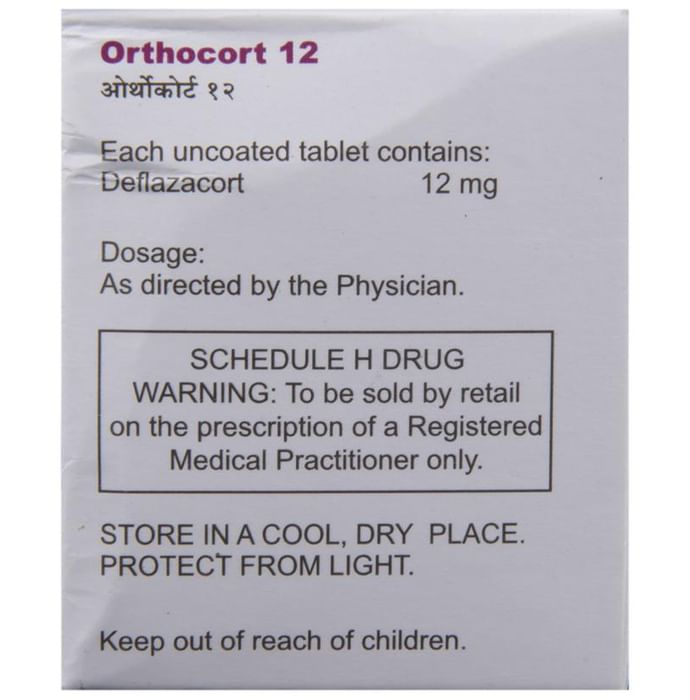 Orthocort 12
ओर्थोकोर्ट १२
Each uncoated tablet contains:
Deflazacort 12 mg
Dosage:
As directed by the Physician.
SCHEDULE H DRUG
WARNING: To be sold by retail
on the prescription of a Registered
Medical Practitioner only.
STORE IN A COOL, DRY PLACE.
PROTECT FROM LIGHT.
Keep out of reach of children.